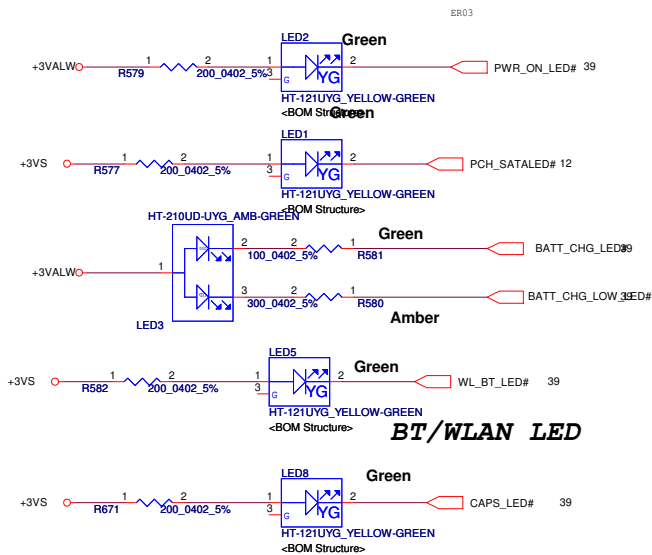 ER03
LED2
Green
+3VALW
1
2
1
2
PWR_ON_LED# 39
R579
200_0402_5%
3
G
YG
HT-121UYG_YELLOW-GREEN
<BOM Structure>
Green
LED1
+3VS
1
2
1
2
PCH_SATALED# 12
R577
200_0402_5%
3
G
YG
HT-121UYG_YELLOW-GREEN
<BOM Structure>
HT-210UD-UYG_AMB-GREEN
Green
2
2
1
BATT_CHG_LED# 39
100_0402_5%
R581
+3VALW
1
3
2
1
BATT_CHG_LOW_LED# 39
300_0402_5%
R580
LED3
Amber
LED5
Green
+3VS
1
2
1
2
WL_BT_LED# 39
R582
200_0402_5%
3
G
YG
HT-121UYG_YELLOW-GREEN
<BOM Structure>
BT/WLAN LED
LED8
Green
+3VS
1
2
1
2
CAPS_LED# 39
R671
200_0402_5%
3
G
YG
HT-121UYG_YELLOW-GREEN
<BOM Structure>